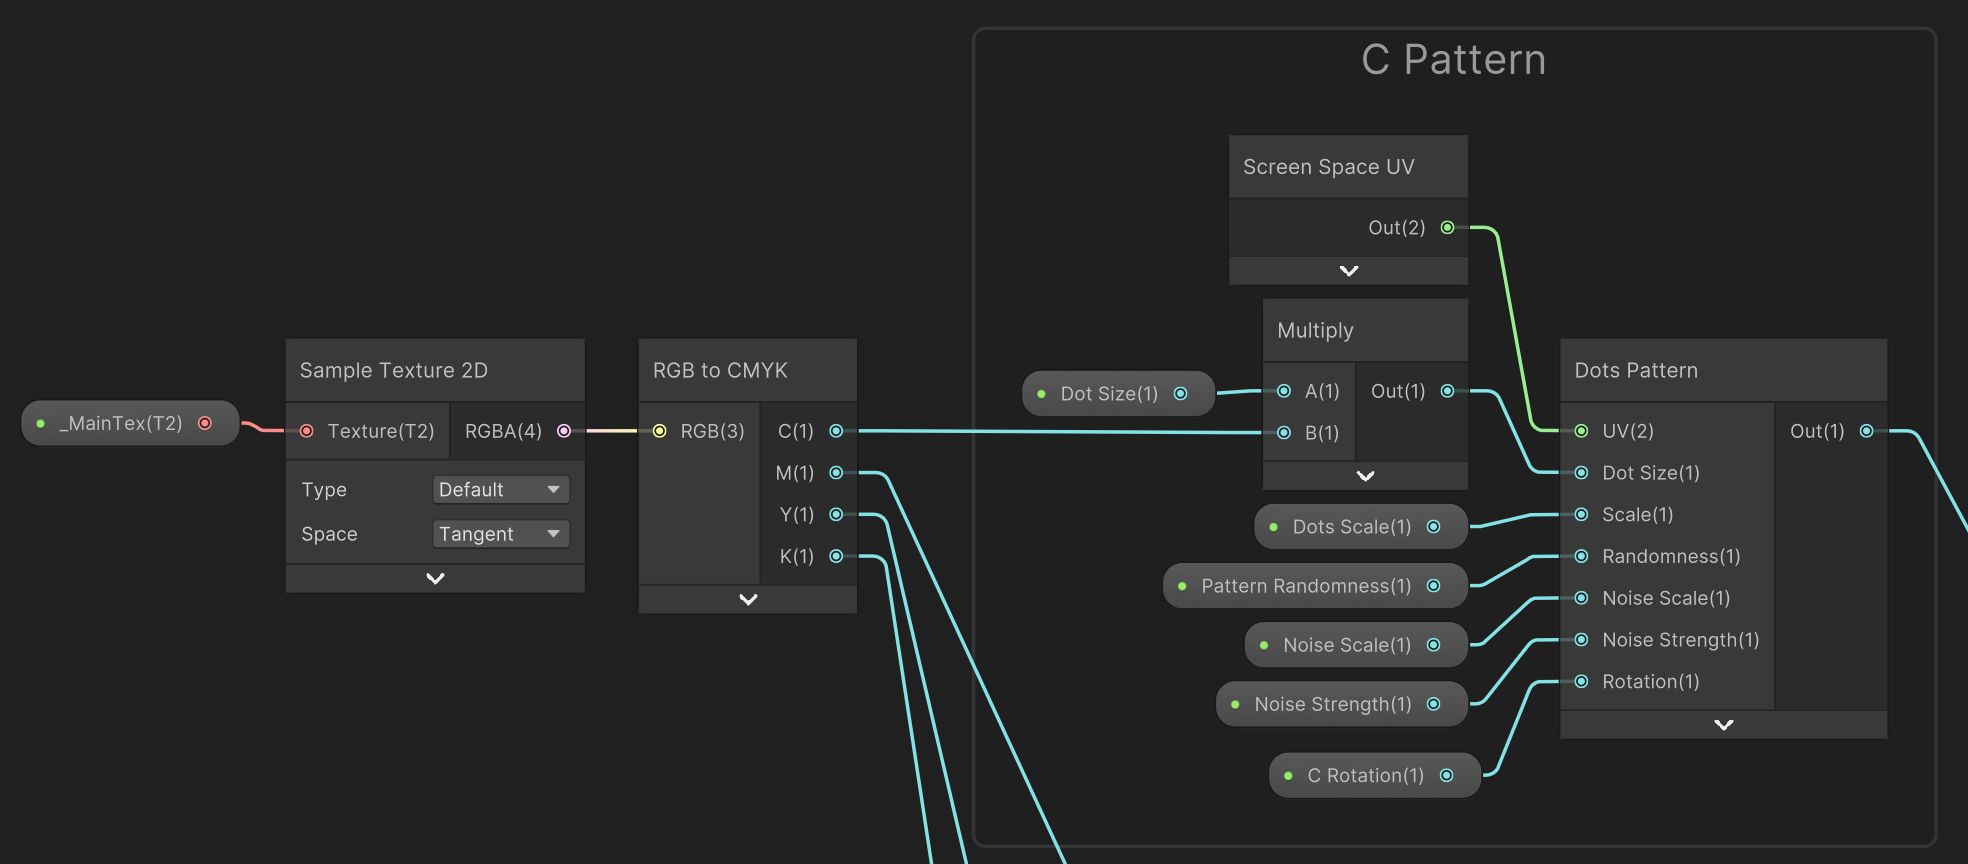 C Pattern
Screen Space UV
Out(2)
Multiply
Dot Size(1)
A(1)
Out(1)
B(1)
_MainTex(T2)
Sample Texture 2D
Texture(T2)
RGBA(4)
Type
Default
Space
Tangent
RGB to CMYK
RGB(3)
C(1)
M(1)
Y(1)
K(1)
Dots Scale(1)
Pattern Randomness(1)
Noise Scale(1)
Noise Strength(1)
C Rotation(1)
Dots Pattern
UV(2)
Out(1)
Dot Size(1)
Scale(1)
Randomness(1)
Noise Scale(1)
Noise Strength(1)
Rotation(1)